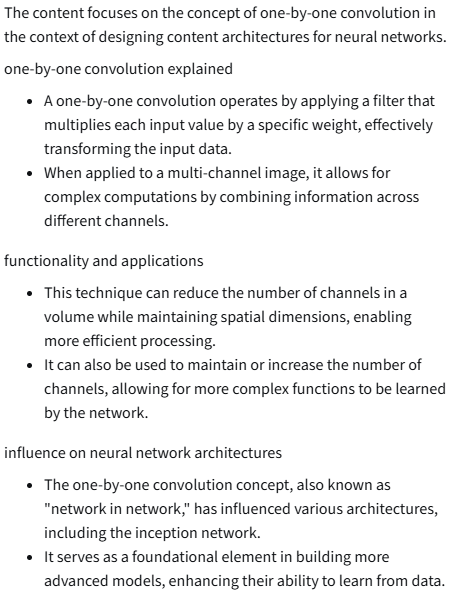 The content focuses on the concept of one-by-one convolution in
the context of designing content architectures for neural networks.
one-by-one convolution explained
• A one-by-one convolution operates by applying a filter that
multiplies each input value by a specific weight, effectively
transforming the input data.
• When applied to a multi-channel image, it allows for
complex computations by combining information across
different channels.
functionality and applications
• This technique can reduce the number of channels in a
volume while maintaining spatial dimensions, enabling
more efficient processing.
• It can also be used to maintain or increase the number of
channels, allowing for more complex functions to be learned
by the network.
influence on neural network architectures
• The one-by-one convolution concept, also known as
"network in network," has influenced various architectures,
including the inception network.
• It serves as a foundational element in building more
advanced models, enhancing their ability to learn from data.